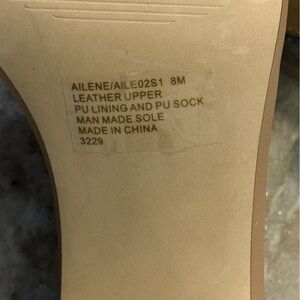 AILENE/AILE02S1 8M
LEATHER UPPER
PU LINING AND PU SOCK
MAN MADE SOLE
MADE IN CHINA
3229